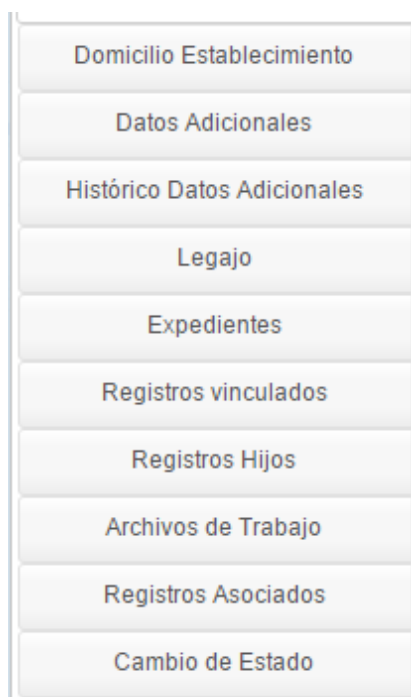 Domicilio Establecimiento
Datos Adicionales
Histórico Datos Adicionales
Legajo
Expedientes
Registros vinculados
Registros Hijos
Archivos de Trabajo
Registros Asociados
Cambio de Estado